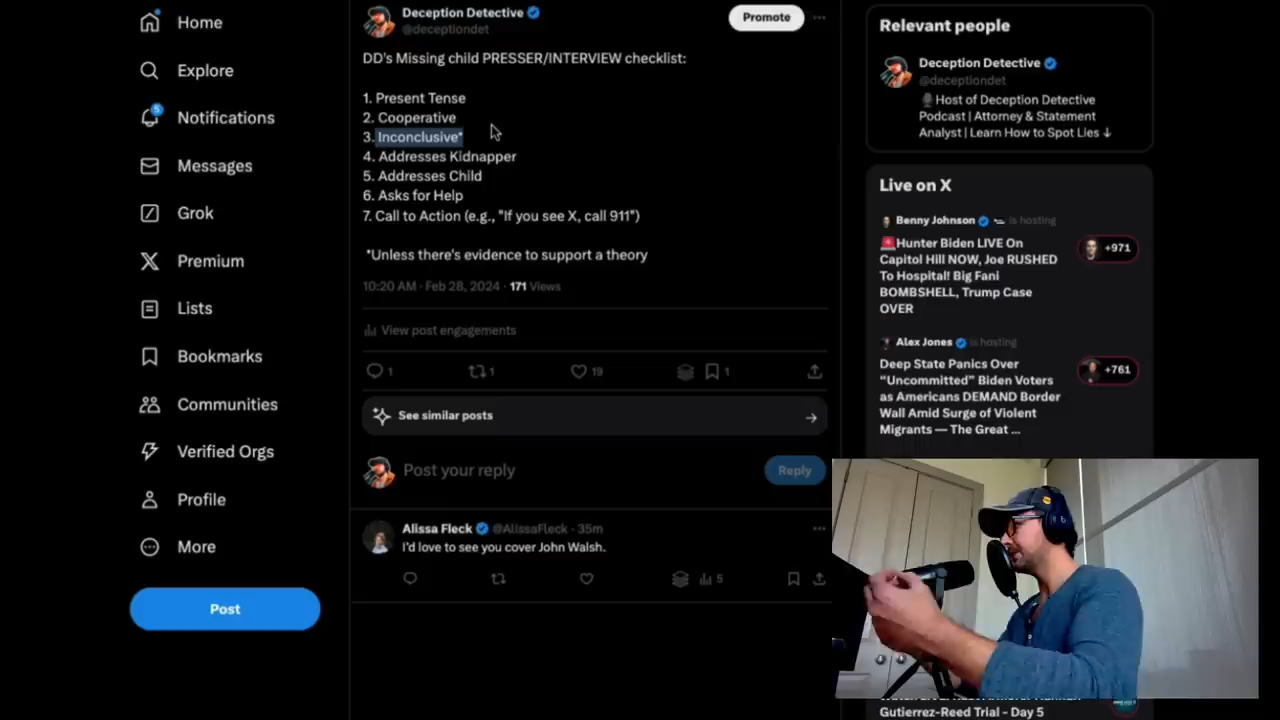 Home
Explore
5
Notifications
Messages
Grok
Premium
Lists
Bookmarks
Communities
Verified Orgs
Profile
More
Post
Deception Detective
@deceptiondet
Promote
DD's Missing child PRESSER/INTERVIEW checklist:
1. Present Tense
2. Cooperative
3. Inconclusive*
4. Addresses Kidnapper
5. Addresses Child
6. Asks for Help
7. Call to Action (e.g., "If you see X, call 911")
*Unless there's evidence to support a theory
10:20 AM · Feb 28, 2024 · 171 Views
View post engagements
1
1
19
1
See similar posts
Post your reply
Reply
Alissa Fleck @AlissaFleck · 35m
I'd love to see you cover John Walsh.
5
Relevant people
Deception Detective
@deceptiondet
Host of Deception Detective
Podcast | Attorney & Statement
Analyst | Learn How to Spot Lies ↓
Live on X
Benny Johnson is hosting
🚨Hunter Biden LIVE On
Capitol Hill NOW, Joe RUSHED
To Hospital! Big Fani
BOMBSHELL, Trump Case
OVER
+971
Alex Jones is hosting
Deep State Panics Over
"Uncommitted" Biden Voters
as Americans DEMAND Border
Wall Amid Surge of Violent
Migrants — The Great ...
+761
Gutierrez-Reed Trial - Day 5